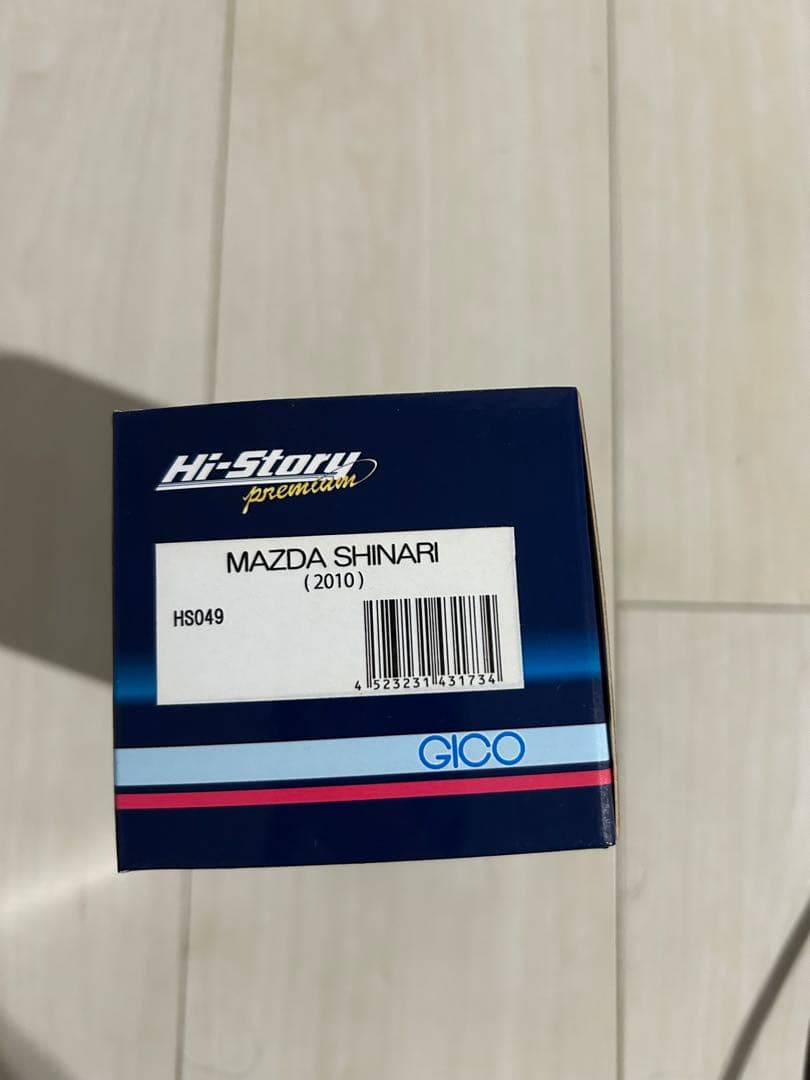 Hi-Story
premium
MAZDA SHINARI
(2010)
HS049
4 523231 431734
GICO